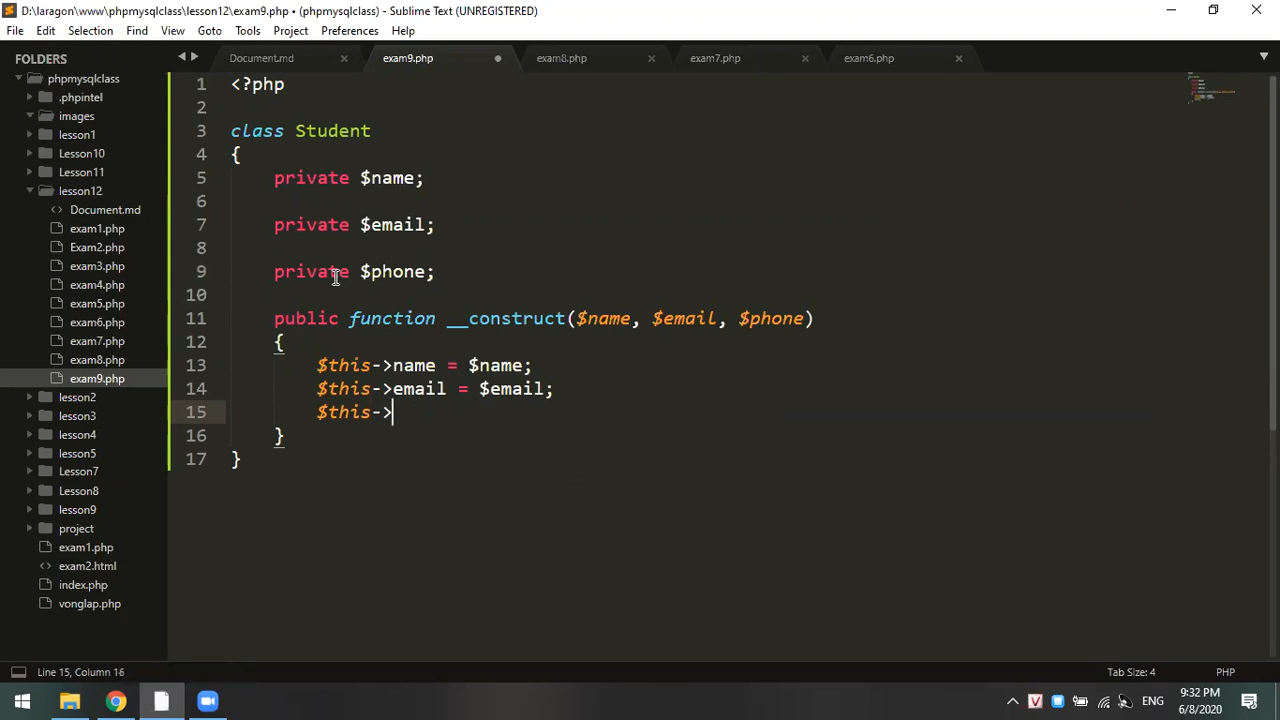 D:\laragon\www\phpmysqlclass\lesson12\exam9.php • (phpmysqlclass) - Sublime Text (UNREGISTERED)
File Edit Selection Find View Goto Tools Project Preferences Help
FOLDERS
phpmysqlclass
.phpintel
images
lesson1
Lesson10
Lesson11
lesson12
Document.md
exam1.php
Exam2.php
exam3.php
exam4.php
exam5.php
exam6.php
exam7.php
exam8.php
exam9.php
lesson2
lesson3
lesson4
lesson5
Lesson7
Lesson8
lesson9
project
exam1.php
exam2.html
index.php
vonglap.php
Document.md exam9.php exam8.php exam7.php exam6.php
1 <?php
2
3 class Student
4 {
5 private $name;
6
7 private $email;
8
9 private $phone;
10
11 public function __construct($name, $email, $phone)
12 {
13 $this->name = $name;
14 $this->email = $email;
15 $this->
16 }
17 }
Line 15, Column 16 Tab Size: 4 PHP
ENG
9:32 PM
6/8/2020